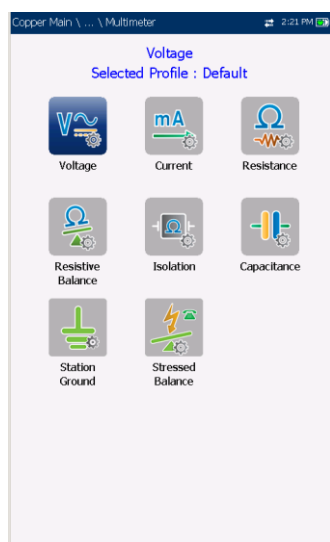 Copper Main \ ... \ Multimeter 2:21 PM
Voltage
Selected Profile : Default
V
mA
Ω
Voltage
Current
Resistance
Ω
Ω
Resistive
Balance
Isolation
Capacitance
Station
Ground
Stressed
Balance